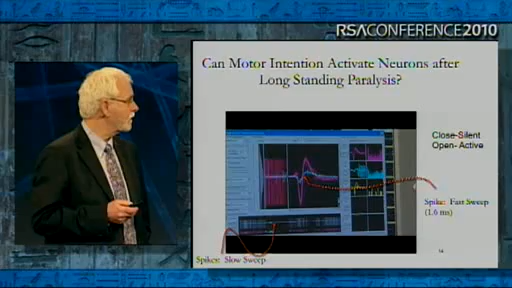 RSACONFERENCE2010
Can Motor Intention Activate Neurons after
Long Standing Paralysis?
Close-Silent
Open- Active
Spike: Fast Sweep
(1.6 ms)
Spikes: Slow Sweep
14